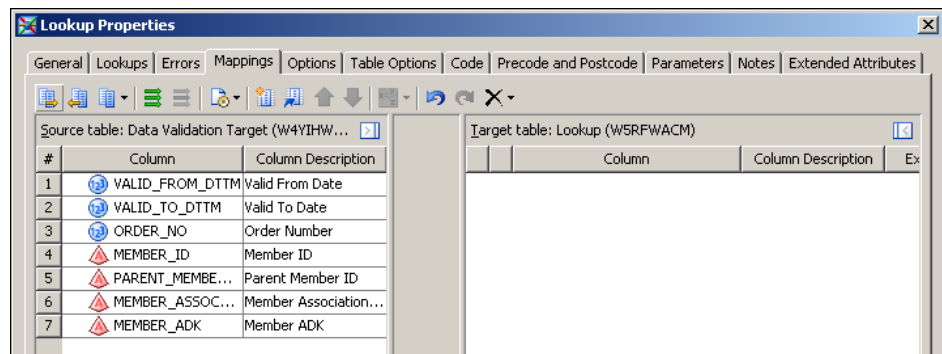 Lookup Properties
General Lookups Errors Mappings Options Table Options Code Precode and Postcode Parameters Notes Extended Attributes
Source table: Data Validation Target (W4YIHW... Target table: Lookup (W5RFWACM)
# Column Column Description Column Column Description Ex
1 123 VALID_FROM_DTTM Valid From Date
2 123 VALID_TO_DTTM Valid To Date
3 123 ORDER_NO Order Number
4 A MEMBER_ID Member ID
5 A PARENT_MEMBE... Parent Member ID
6 A MEMBER_ASSOC... Member Association...
7 A MEMBER_ADK Member ADK